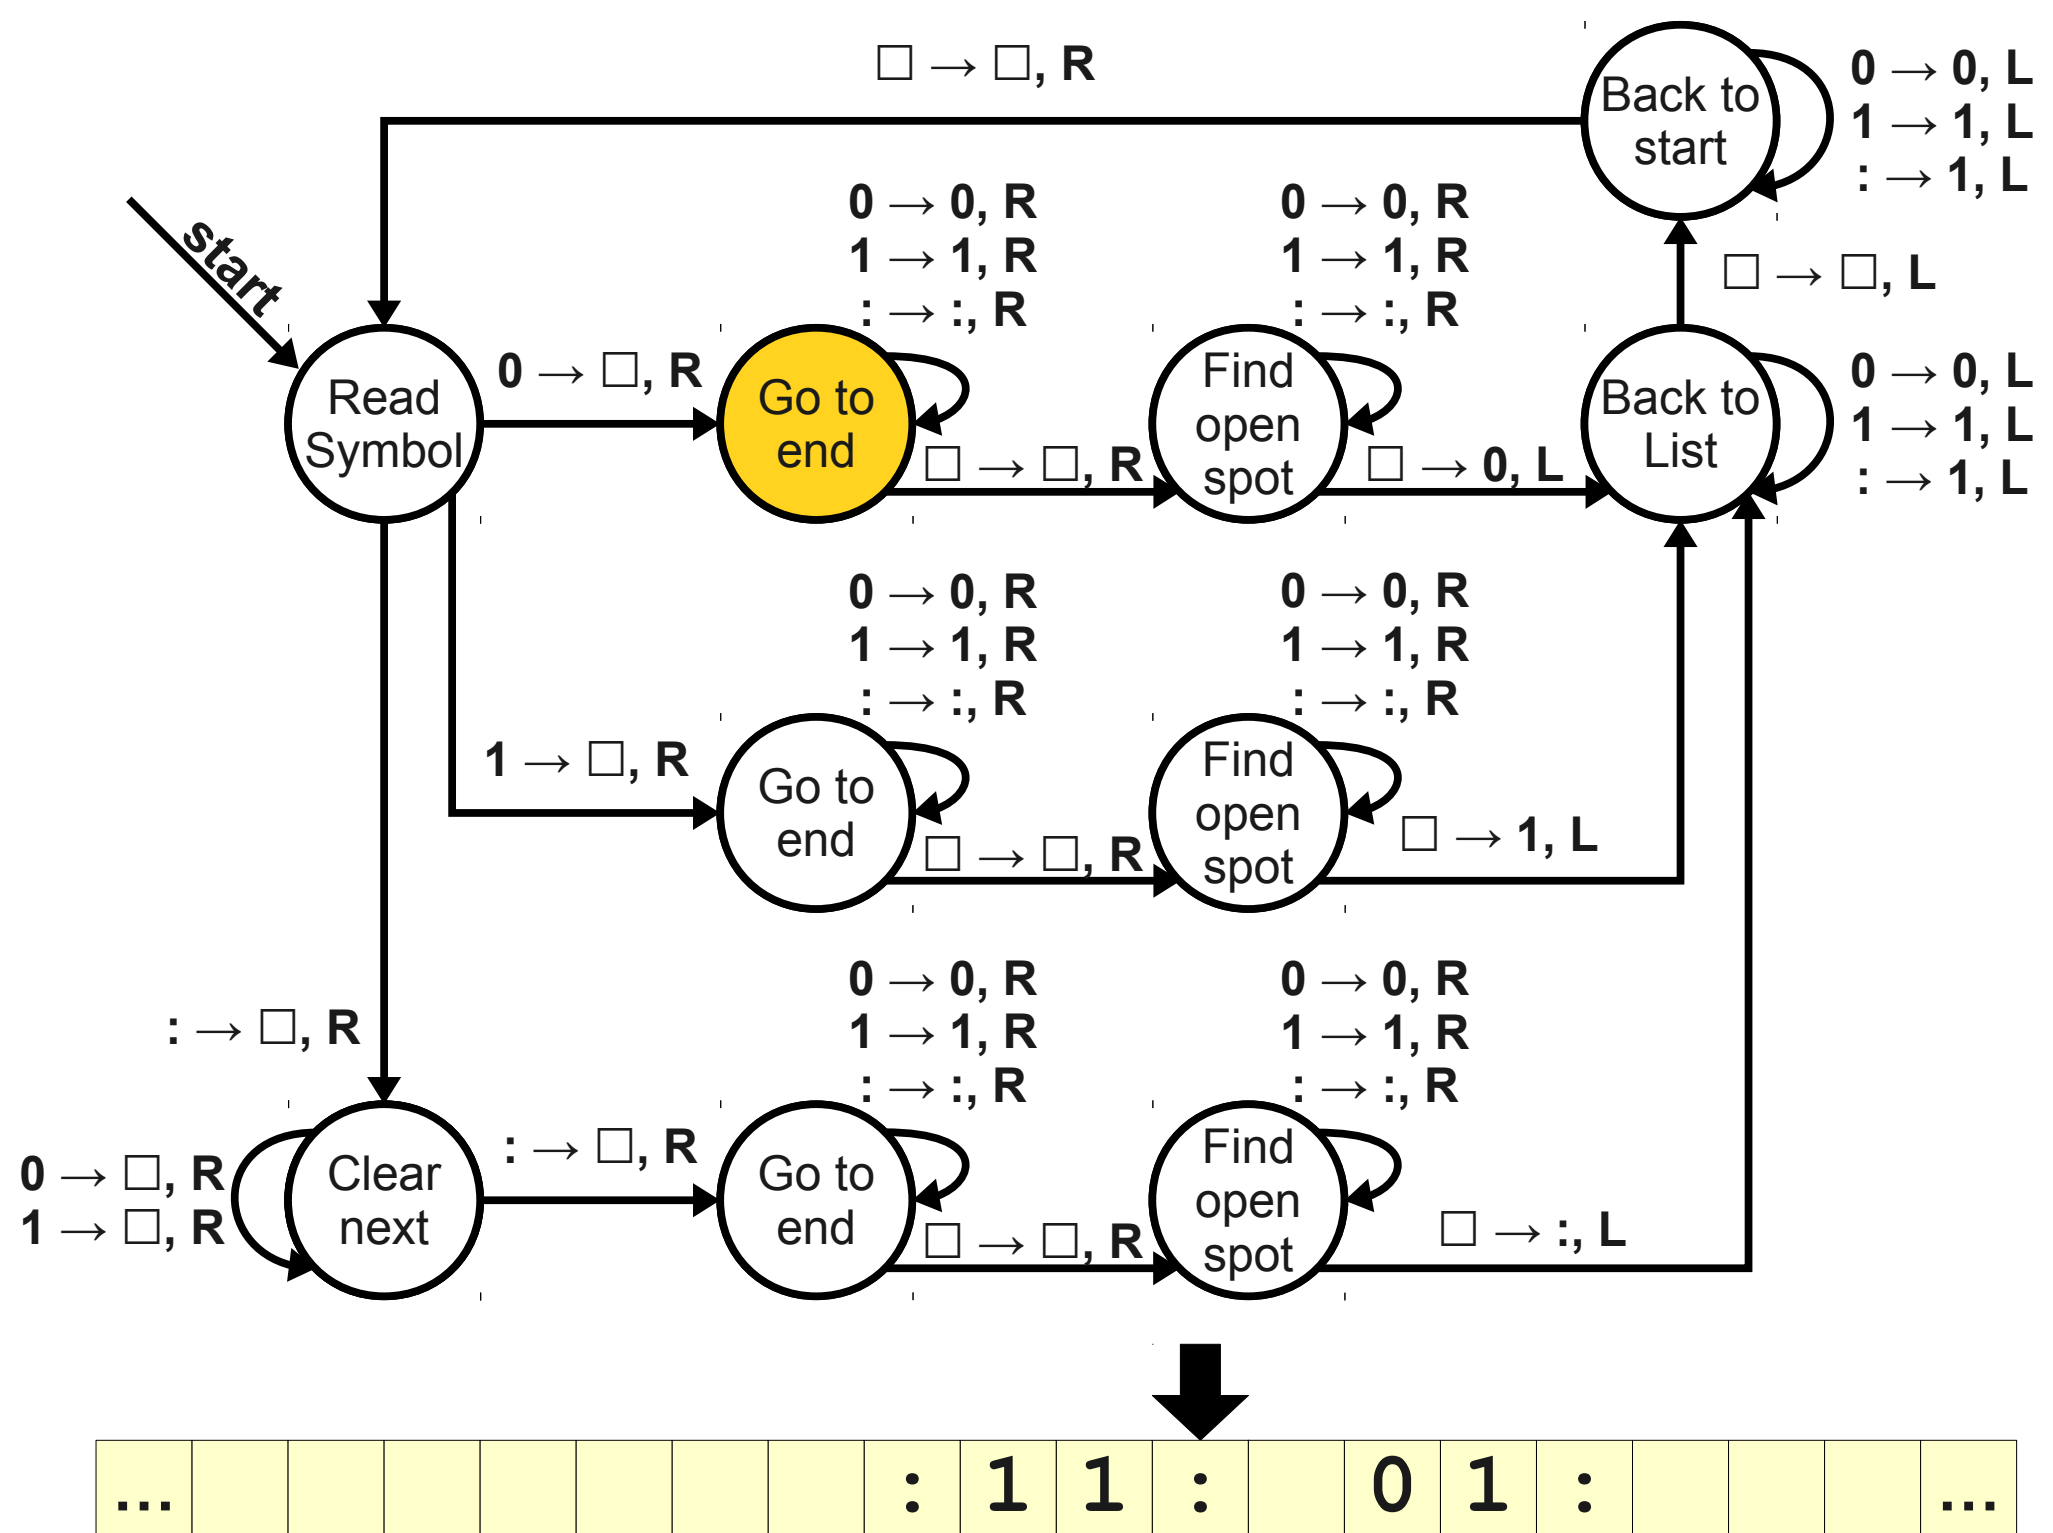 □ → □, R
Back to
start
0 → 0, L
1 → 1, L
: → 1, L
start
0 → 0, R
1 → 1, R
: → :, R
0 → 0, R
1 → 1, R
: → :, R
□ → □, L
Read
Symbol
0 → □, R
Go to
end
□ → □, R
Find
open
spot
□ → 0, L
Back to
List
0 → 0, L
1 → 1, L
: → 1, L
0 → 0, R
1 → 1, R
: → :, R
0 → 0, R
1 → 1, R
: → :, R
1 → □, R
Go to
end
□ → □, R
Find
open
spot
□ → 1, L
0 → 0, R
1 → 1, R
: → :, R
0 → 0, R
1 → 1, R
: → :, R
: → □, R
0 → □, R
1 → □, R
Clear
next
: → □, R
Go to
end
□ → □, R
Find
open
spot
□ → :, L
... : 1 1 : 0 1 : ...